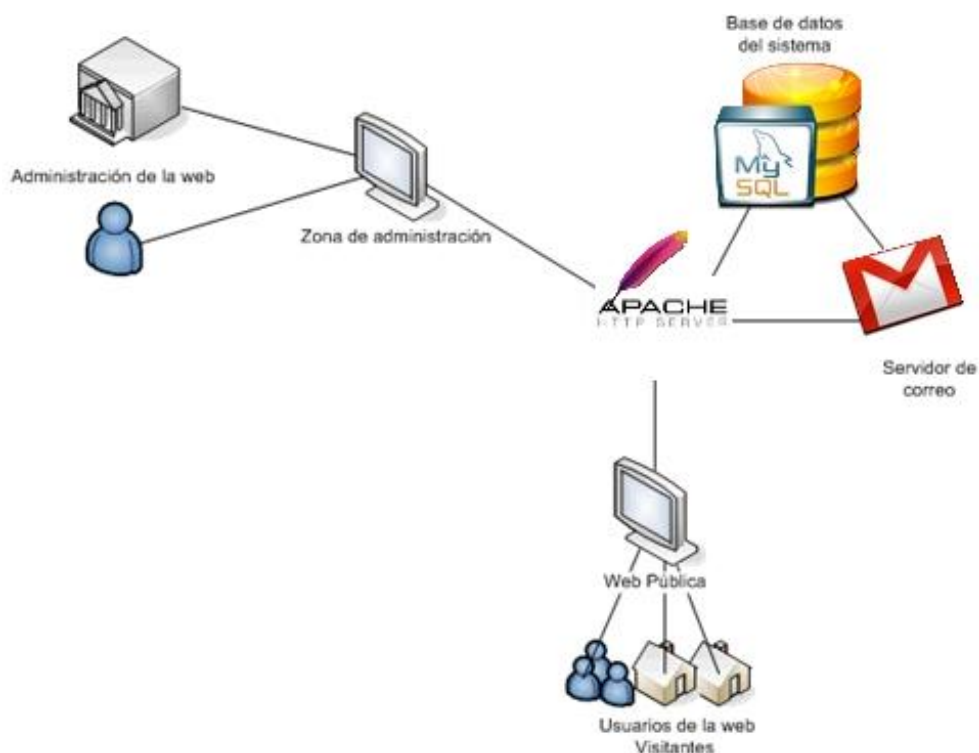 Base de datos
del sistema
My
SQL
Administración de la web
Zona de administración
APACHE
HTTP SERVER
Servidor de
correo
Web Pública
Usuarios de la web
Visitantes